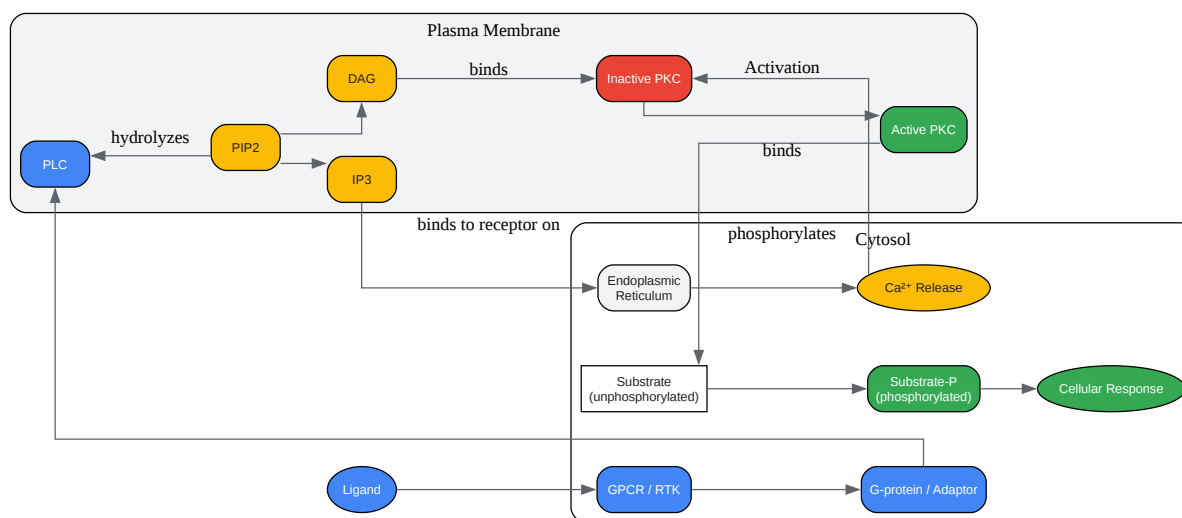 Plasma Membrane
DAG
binds
Inactive PKC
Activation
Active PKC
hydrolyzes
PIP2
PLC
IP3
binds
binds to receptor on
phosphorylates
Cytosol
Endoplasmic
Reticulum
Ca²⁺ Release
Substrate
(unphosphorylated)
Substrate-P
(phosphorylated)
Cellular Response
Ligand
GPCR / RTK
G-protein / Adaptor